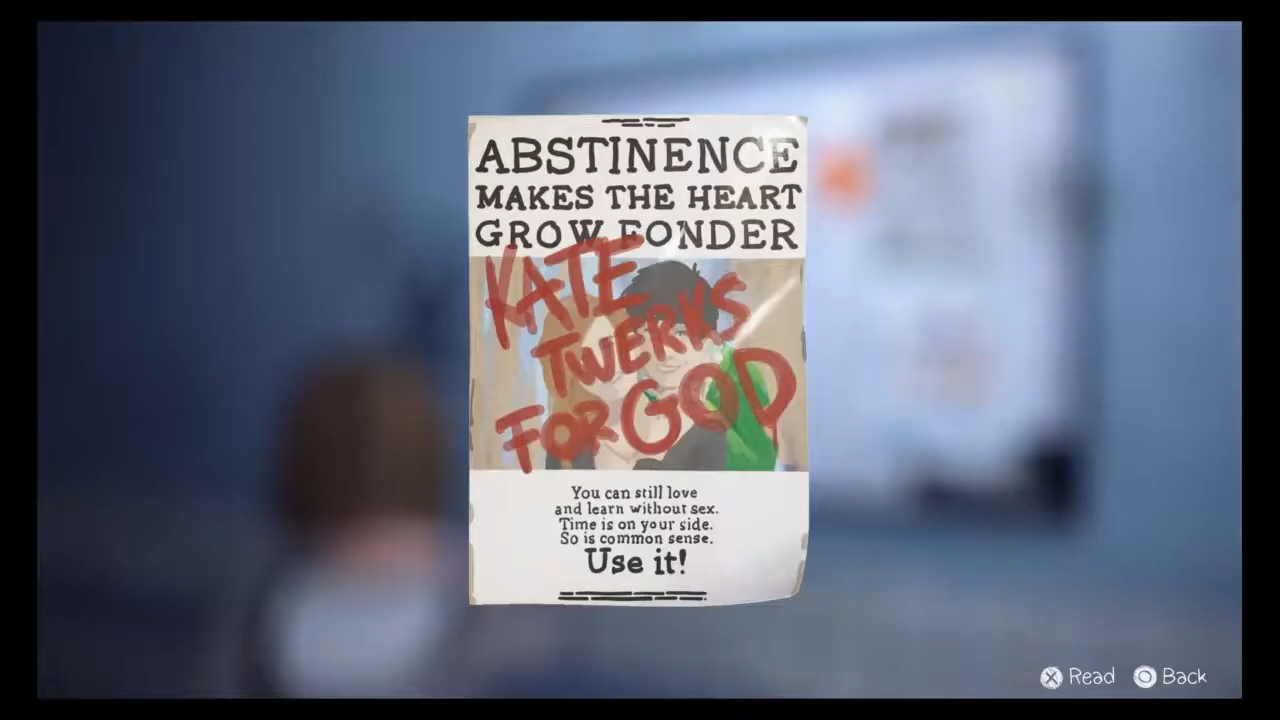 ABSTINENCE
MAKES THE HEART
GROW FONDER
KATE
TWERKS
FOR GOD
You can still love
and learn without sex.
Time is on your side.
So is common sense.
Use it!
Read Back